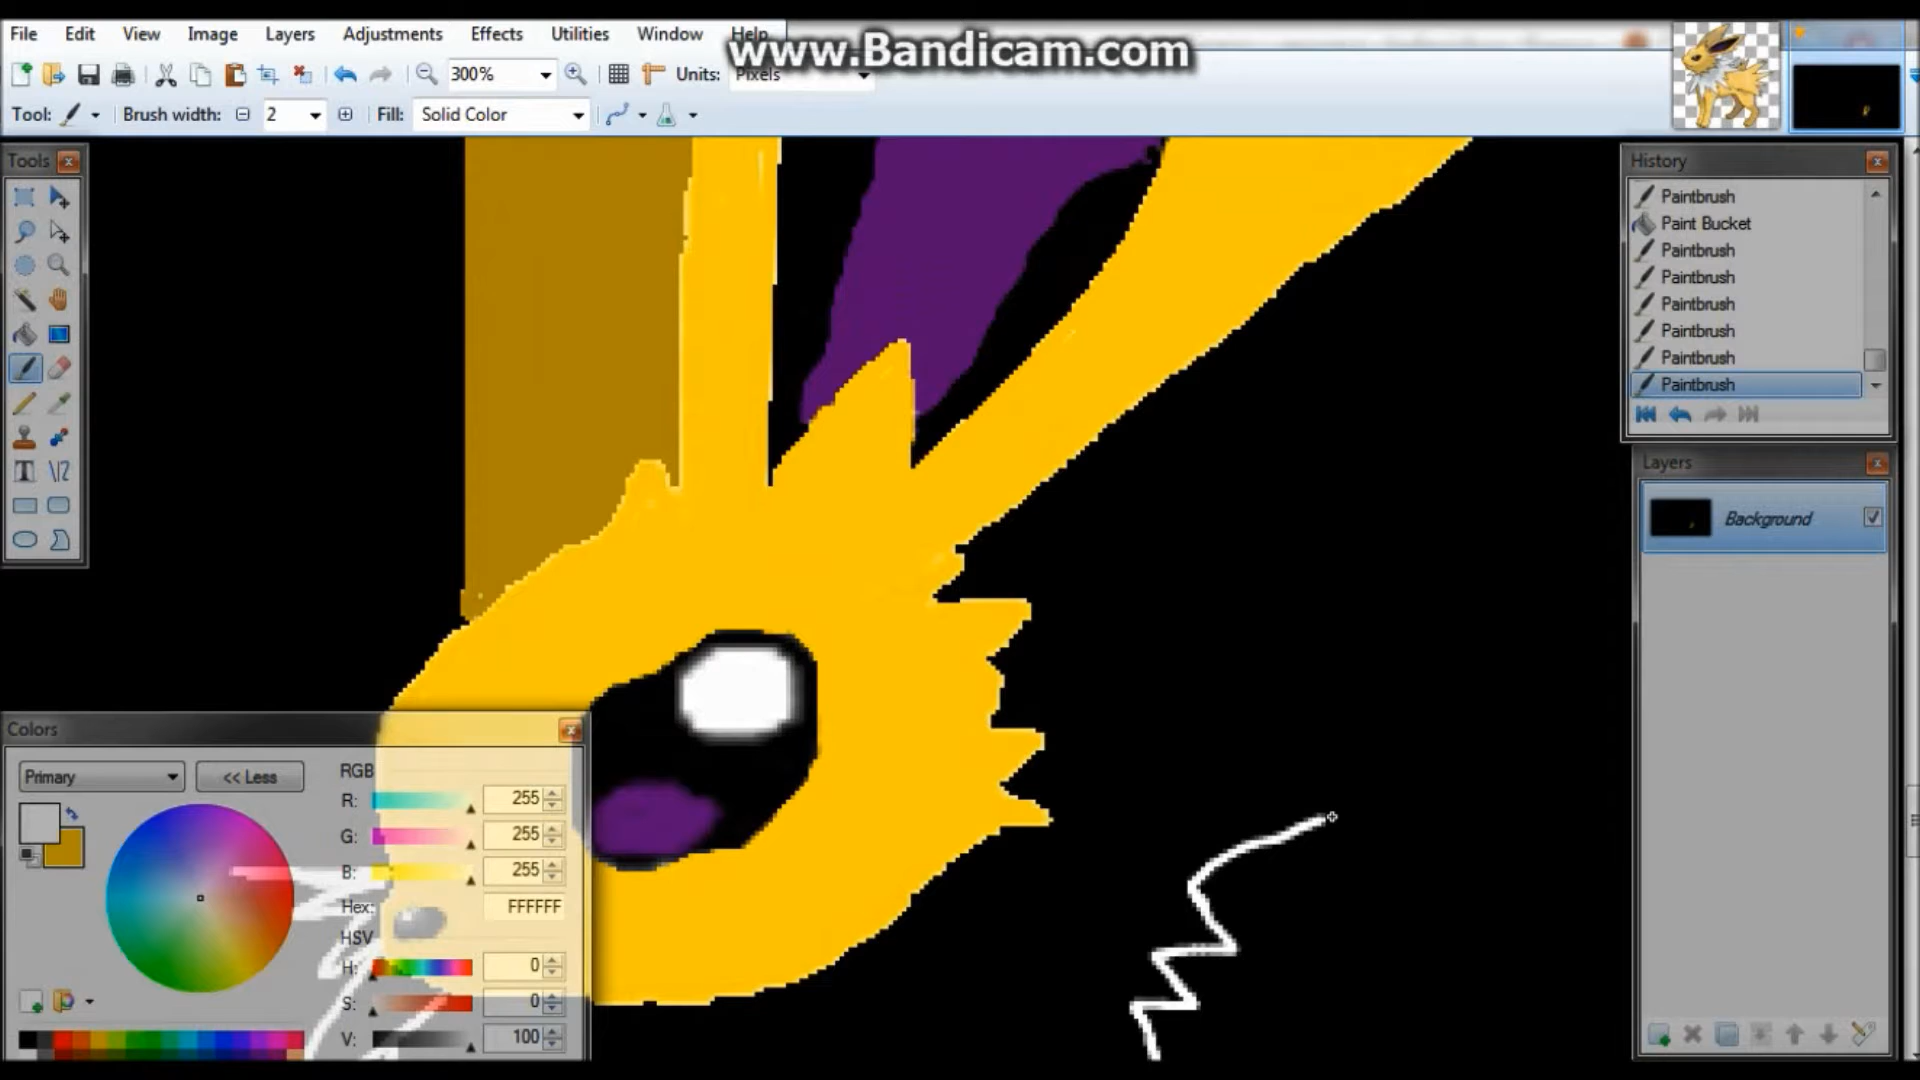 File Edit View Image Layers Adjustments Effects Utilities Window Help
www.Bandicam.com
300% Units: Pixels
Tool: Brush width: 2 Fill: Solid Color
Tools
History
Paintbrush
Paint Bucket
Paintbrush
Paintbrush
Paintbrush
Paintbrush
Paintbrush
Paintbrush
Layers
Background
Colors
Primary << Less RGB
R: 255
G: 255
B: 255
Hex: FFFFFF
HSV
H: 0
S: 0
V: 100